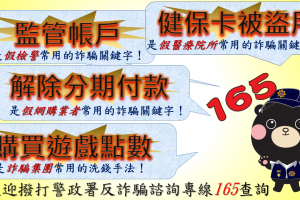 監管帳戶
是假檢警常用的詐騙關鍵字！
健保卡被盜用
是假醫療院所常用的詐騙關鍵
解除分期付款
是假網購業者常用的詐騙關鍵字！
165
購買遊戲點數
是詐騙集團常用的洗錢手法！
迎撥打警政署反詐騙諮詢專線165查詢